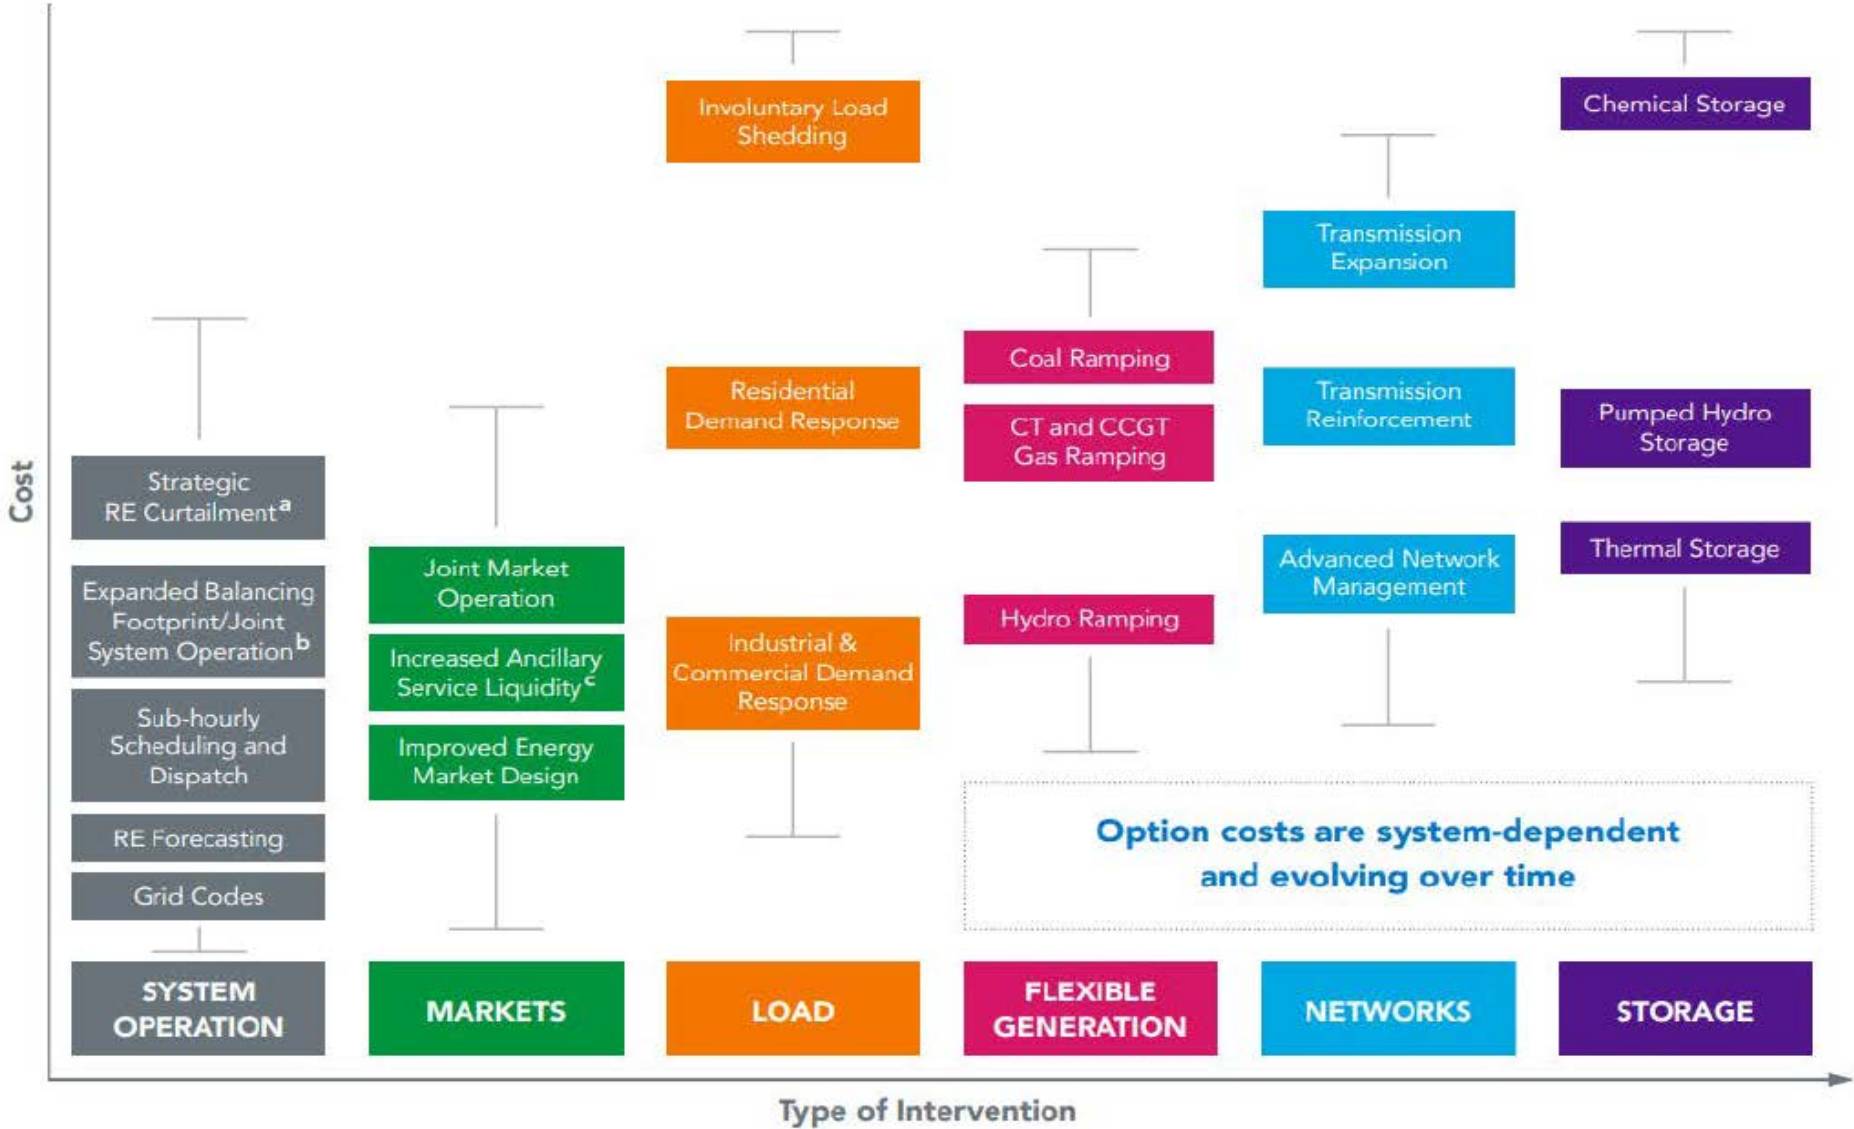 Cost
Strategic
RE Curtailment a
Expanded Balancing
Footprint/Joint
System Operation b
Sub-hourly
Scheduling and
Dispatch
RE Forecasting
Grid Codes
SYSTEM
OPERATION
Joint Market
Operation
Increased Ancillary
Service Liquidity c
Improved Energy
Market Design
MARKETS
Involuntary Load
Shedding
Residential
Demand Response
Industrial &
Commercial Demand
Response
LOAD
Coal Ramping
CT and CCGT
Gas Ramping
Hydro Ramping
FLEXIBLE
GENERATION
Transmission
Expansion
Transmission
Reinforcement
Advanced Network
Management
NETWORKS
Chemical Storage
Pumped Hydro
Storage
Thermal Storage
STORAGE
Option costs are system-dependent
and evolving over time
Type of Intervention